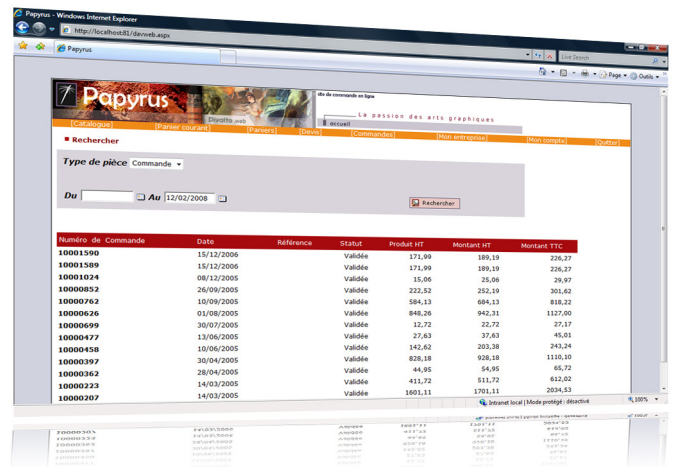 Papyrus - Windows Internet Explorer
http://localhost:81/davweb.aspx
Live Search
Papyrus
Page
Outils
Papyrus
Divalto .web
site de commande en ligne
La passion des arts graphiques
accueil
[Catalogue] [Panier courant] [Paniers] [Devis] [Commandes] [Mon entreprise] [Mon compte] [Quitter]
Rechercher
Type de pièce Commande
Du Au 12/02/2008
Rechercher
Numéro de Commande Date Référence Statut Produit HT Montant HT Montant TTC
10001590 15/12/2006 Validée 171,99 189,19 226,27
10001589 15/12/2006 Validée 171,99 189,19 226,27
10001024 08/12/2005 Validée 15,06 25,06 29,97
10000852 26/09/2005 Validée 222,52 252,19 301,62
10000762 10/09/2005 Validée 584,13 684,13 818,22
10000626 01/08/2005 Validée 848,26 942,31 1127,00
10000699 30/07/2005 Validée 12,72 22,72 27,17
10000477 13/06/2005 Validée 27,63 37,63 45,01
10000458 10/06/2005 Validée 142,62 203,38 243,24
10000397 30/04/2005 Validée 828,18 928,18 1110,10
10000362 28/04/2005 Validée 44,95 54,95 65,72
10000223 14/03/2005 Validée 411,72 511,72 612,02
10000207 14/03/2005 Validée 1601,11 1701,11 2034,53
Intranet local | Mode protégé : désactivé
100%